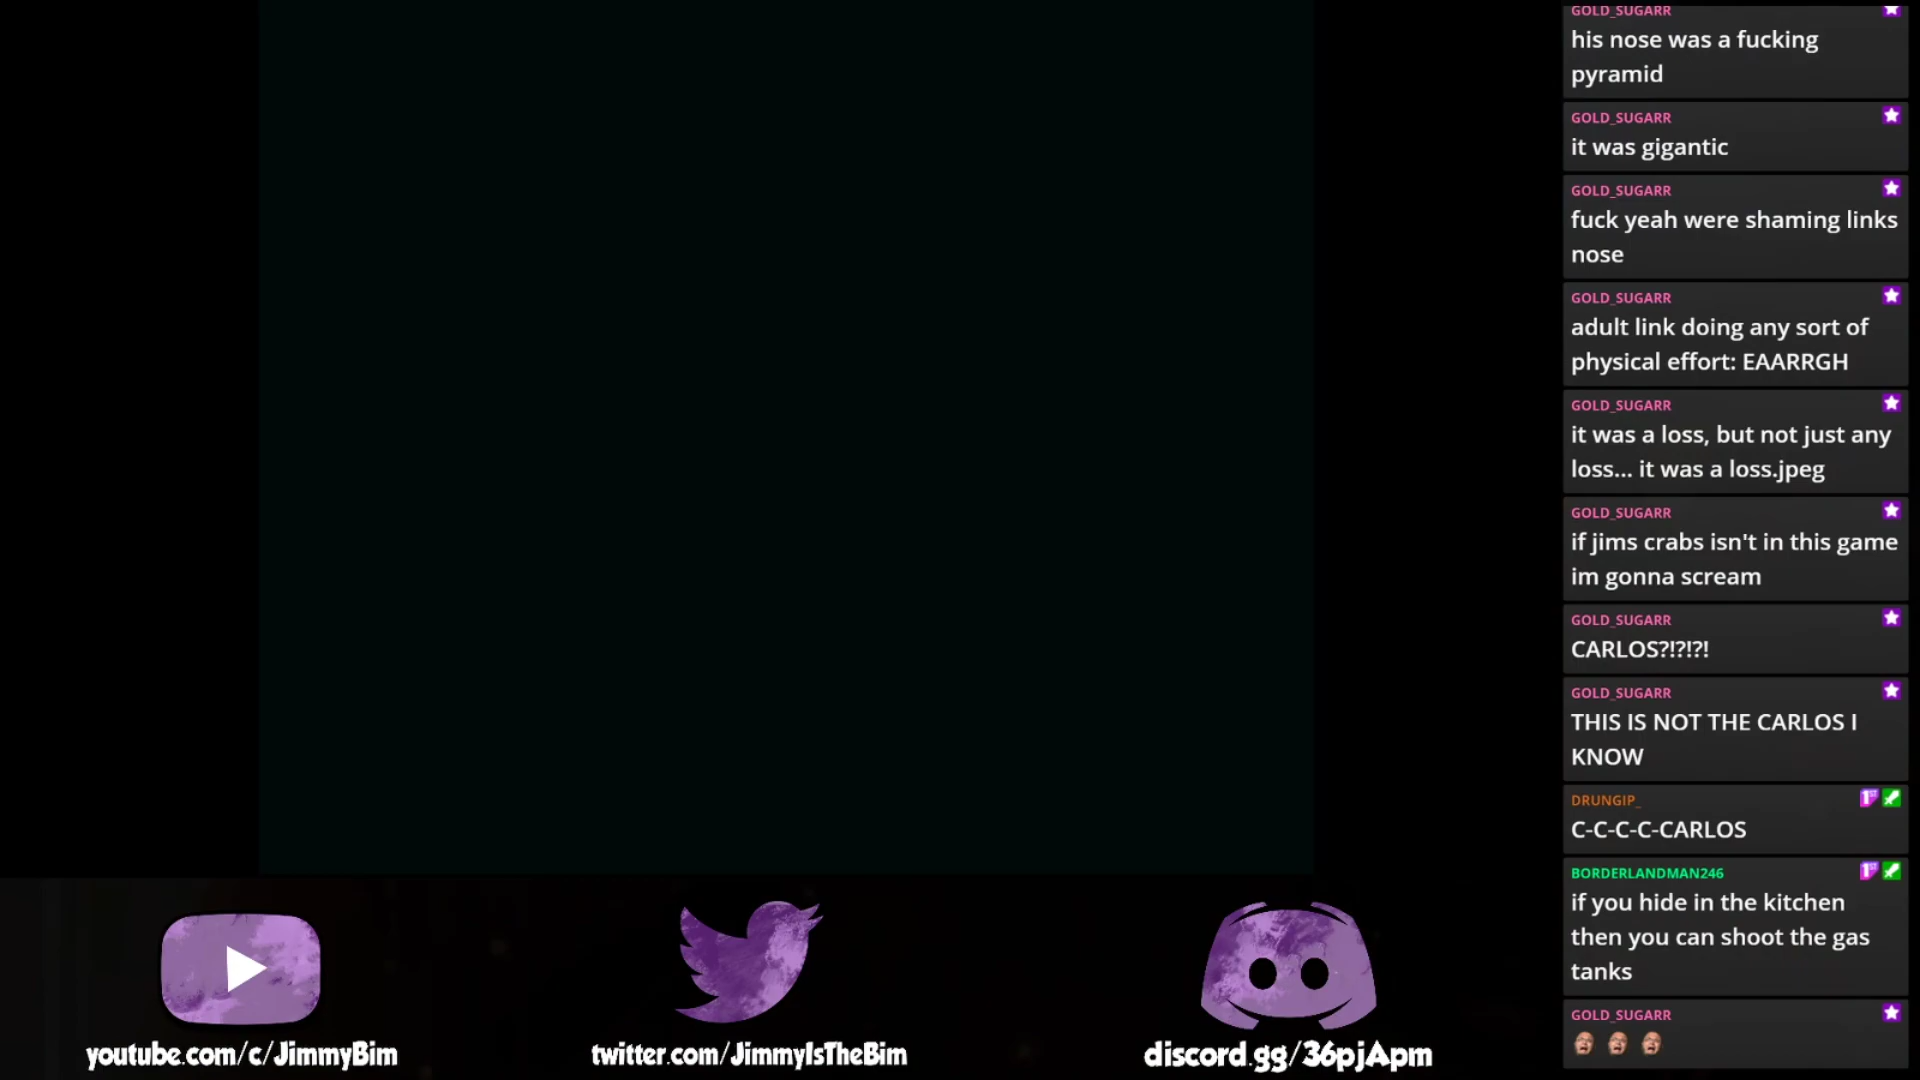 GOLD_SUGARR
his nose was a fucking
pyramid
GOLD_SUGARR
it was gigantic
GOLD_SUGARR
fuck yeah were shaming links
nose
GOLD_SUGARR
adult link doing any sort of
physical effort: EAARRGH
GOLD_SUGARR
it was a loss, but not just any
loss... it was a loss.jpeg
GOLD_SUGARR
if jims crabs isn't in this game
im gonna scream
GOLD_SUGARR
CARLOS?!?!?!
GOLD_SUGARR
THIS IS NOT THE CARLOS I
KNOW
DRUNGIP_
C-C-C-C-CARLOS
BORDERLANDMAN246
if you hide in the kitchen
then you can shoot the gas
tanks
GOLD_SUGARR
youtube.com/c/JimmyBim
twitter.com/JimmyIsTheBim
discord.gg/36pjApm